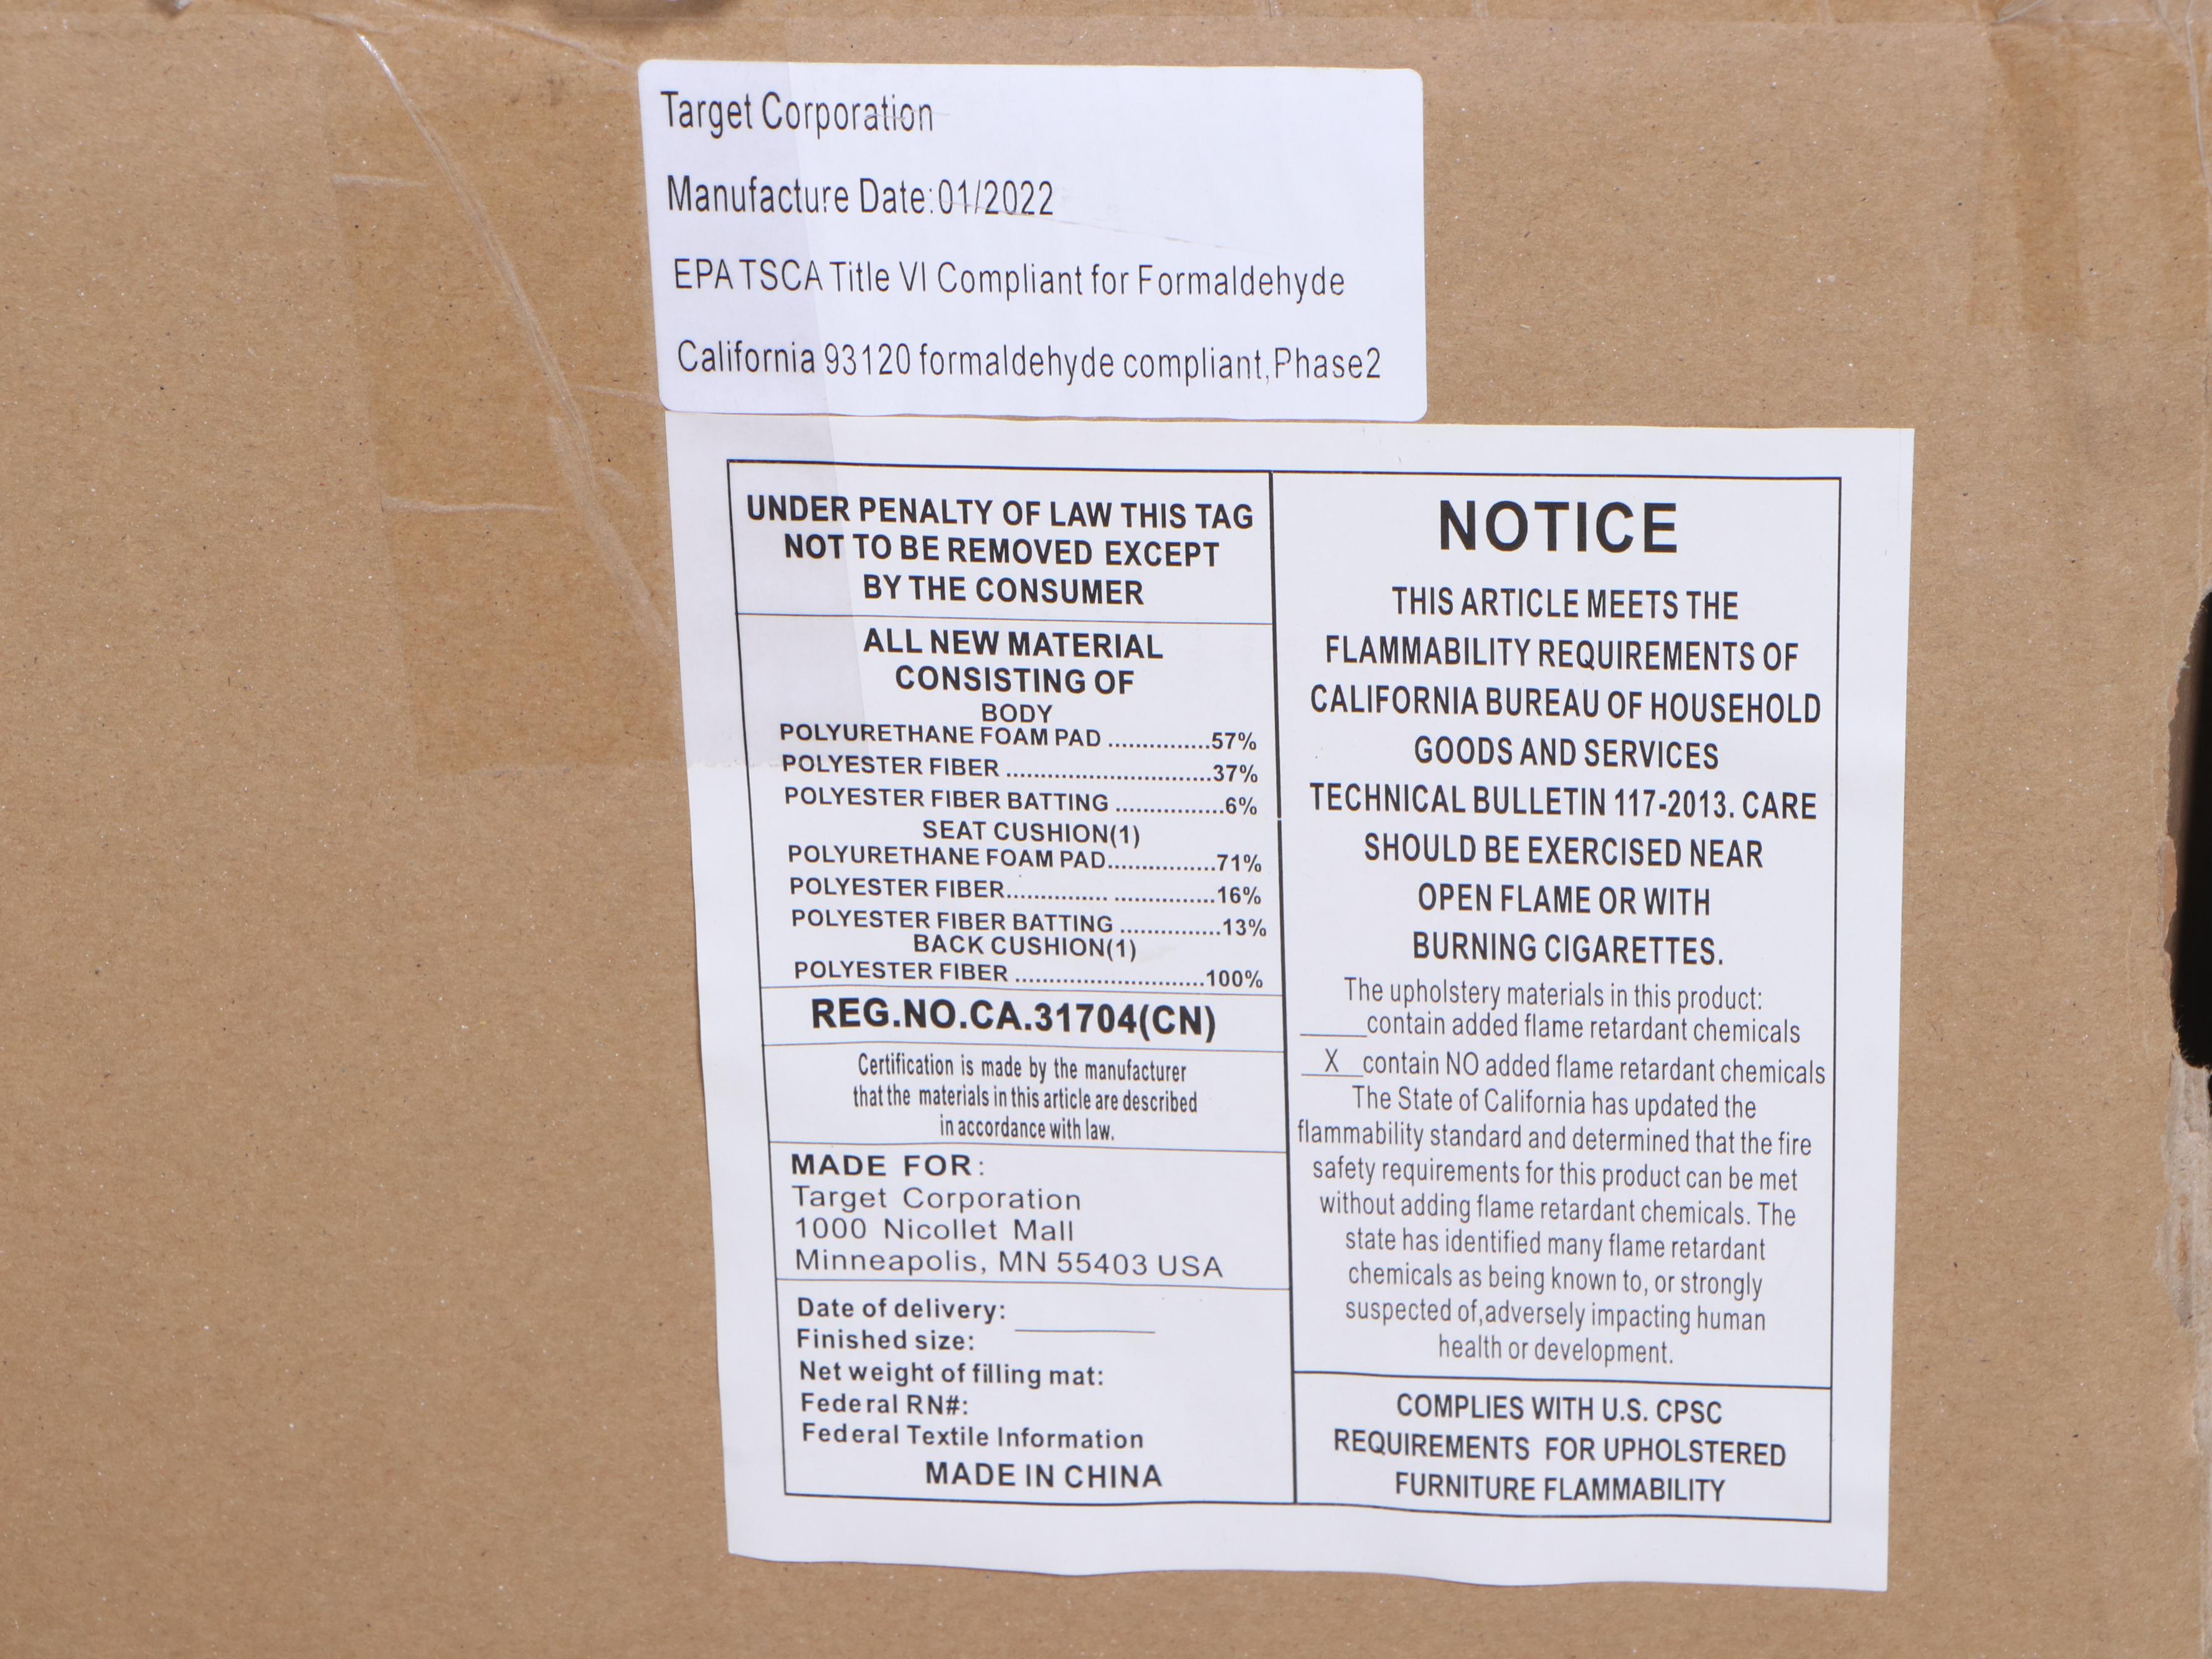 Target Corporation
Manufacture Date:01/2022
EPA TSCA Title VI Compliant for Formaldehyde
California 93120 formaldehyde compliant,Phase2
UNDER PENALTY OF LAW THIS TAG
NOT TO BE REMOVED EXCEPT
BY THE CONSUMER
ALL NEW MATERIAL
CONSISTING OF
BODY
POLYURETHANE FOAM PAD ...............57%
POLYESTER FIBER ..............................37%
POLYESTER FIBER BATTING ................6%
SEAT CUSHION(1)
POLYURETHANE FOAM PAD................71%
POLYESTER FIBER............... ...............16%
POLYESTER FIBER BATTING ...............13%
BACK CUSHION(1)
POLYESTER FIBER ............................100%
REG.NO.CA.31704(CN)
Certification is made by the manufacturer
that the materials in this article are described
in accordance with law.
MADE FOR:
Target Corporation
1000 Nicollet Mall
Minneapolis, MN 55403 USA
Date of delivery: ____________
Finished size:
Net weight of filling mat:
Federal RN#:
Federal Textile Information
MADE IN CHINA
NOTICE
THIS ARTICLE MEETS THE
FLAMMABILITY REQUIREMENTS OF
CALIFORNIA BUREAU OF HOUSEHOLD
GOODS AND SERVICES
TECHNICAL BULLETIN 117-2013. CARE
SHOULD BE EXERCISED NEAR
OPEN FLAME OR WITH
BURNING CIGARETTES.
The upholstery materials in this product:
_____contain added flame retardant chemicals
__X__contain NO added flame retardant chemicals
The State of California has updated the
flammability standard and determined that the fire
safety requirements for this product can be met
without adding flame retardant chemicals. The
state has identified many flame retardant
chemicals as being known to, or strongly
suspected of,adversely impacting human
health or development.
COMPLIES WITH U.S. CPSC
REQUIREMENTS FOR UPHOLSTERED
FURNITURE FLAMMABILITY